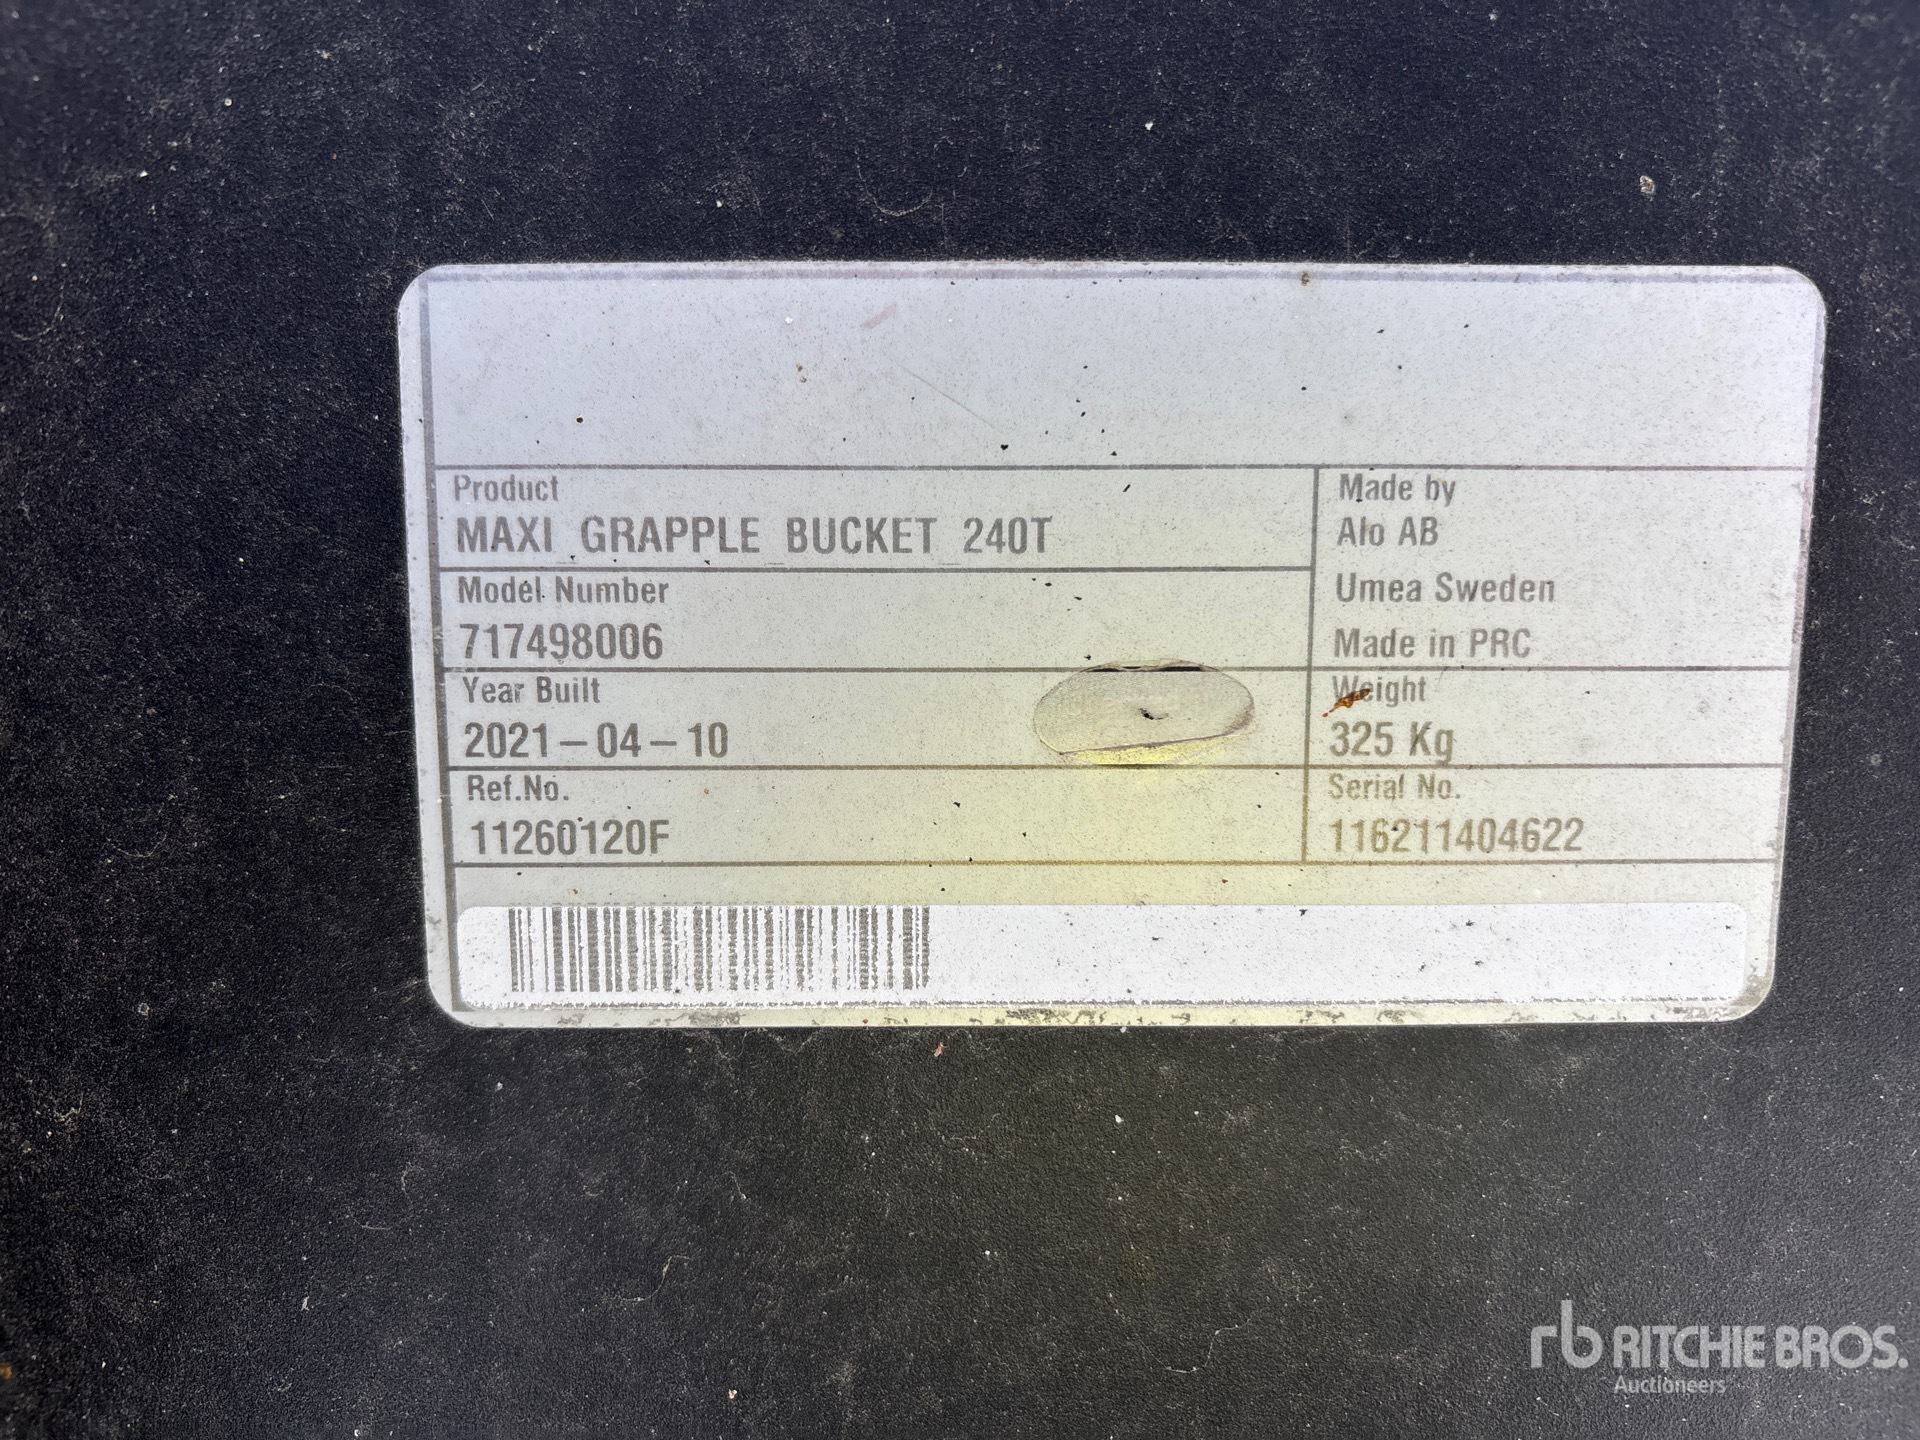 Product
MAXI GRAPPLE BUCKET 240T
Made by
Alo AB
Umea Sweden
Made in PRC
Model Number
717498006
Year Built
2021-04-10
Weight
325 Kg
Ref.No.
11260120F
Serial No.
116211404622
rb RITCHIE BROS.
Auctioneers